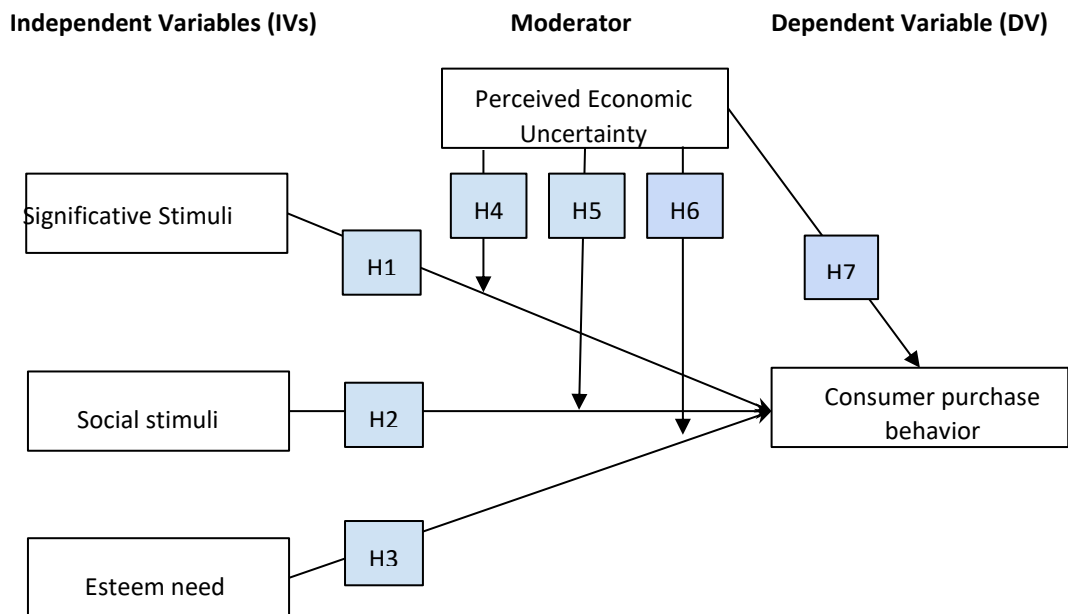 Independent Variables (IVs)
Moderator
Dependent Variable (DV)
Perceived Economic
Uncertainty
Significative Stimuli
H4
H5
H6
H1
H7
Social stimuli
H2
Consumer purchase
behavior
H3
Esteem need